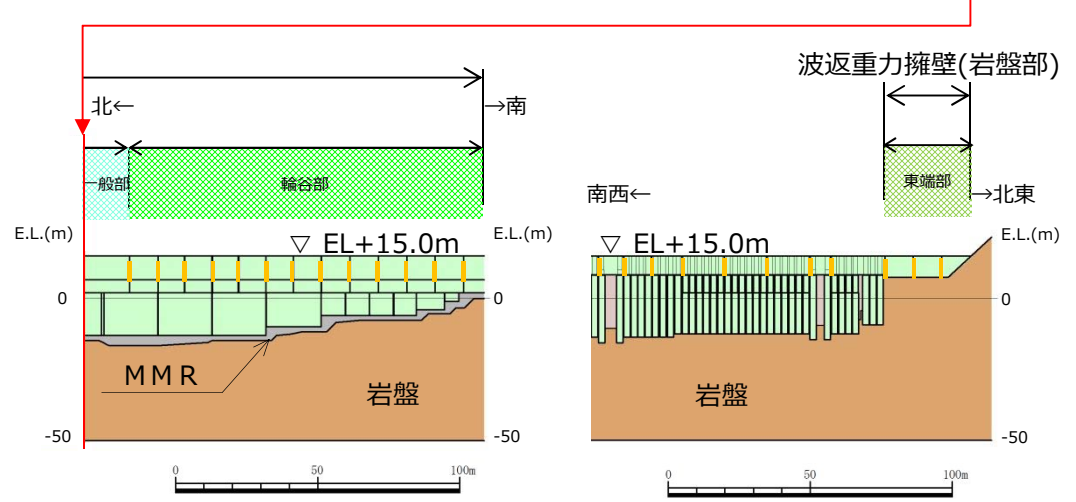 波返重力擁壁(岩盤部)
北← →南
一般部 輪谷部
東端部
南西← →北東
E.L.(m) ▽ EL+15.0m E.L.(m)
▽ EL+15.0m E.L.(m)
0 0
0
ＭＭＲ
岩盤
岩盤
-50 -50
-50
0 50 100m
0 50 100m